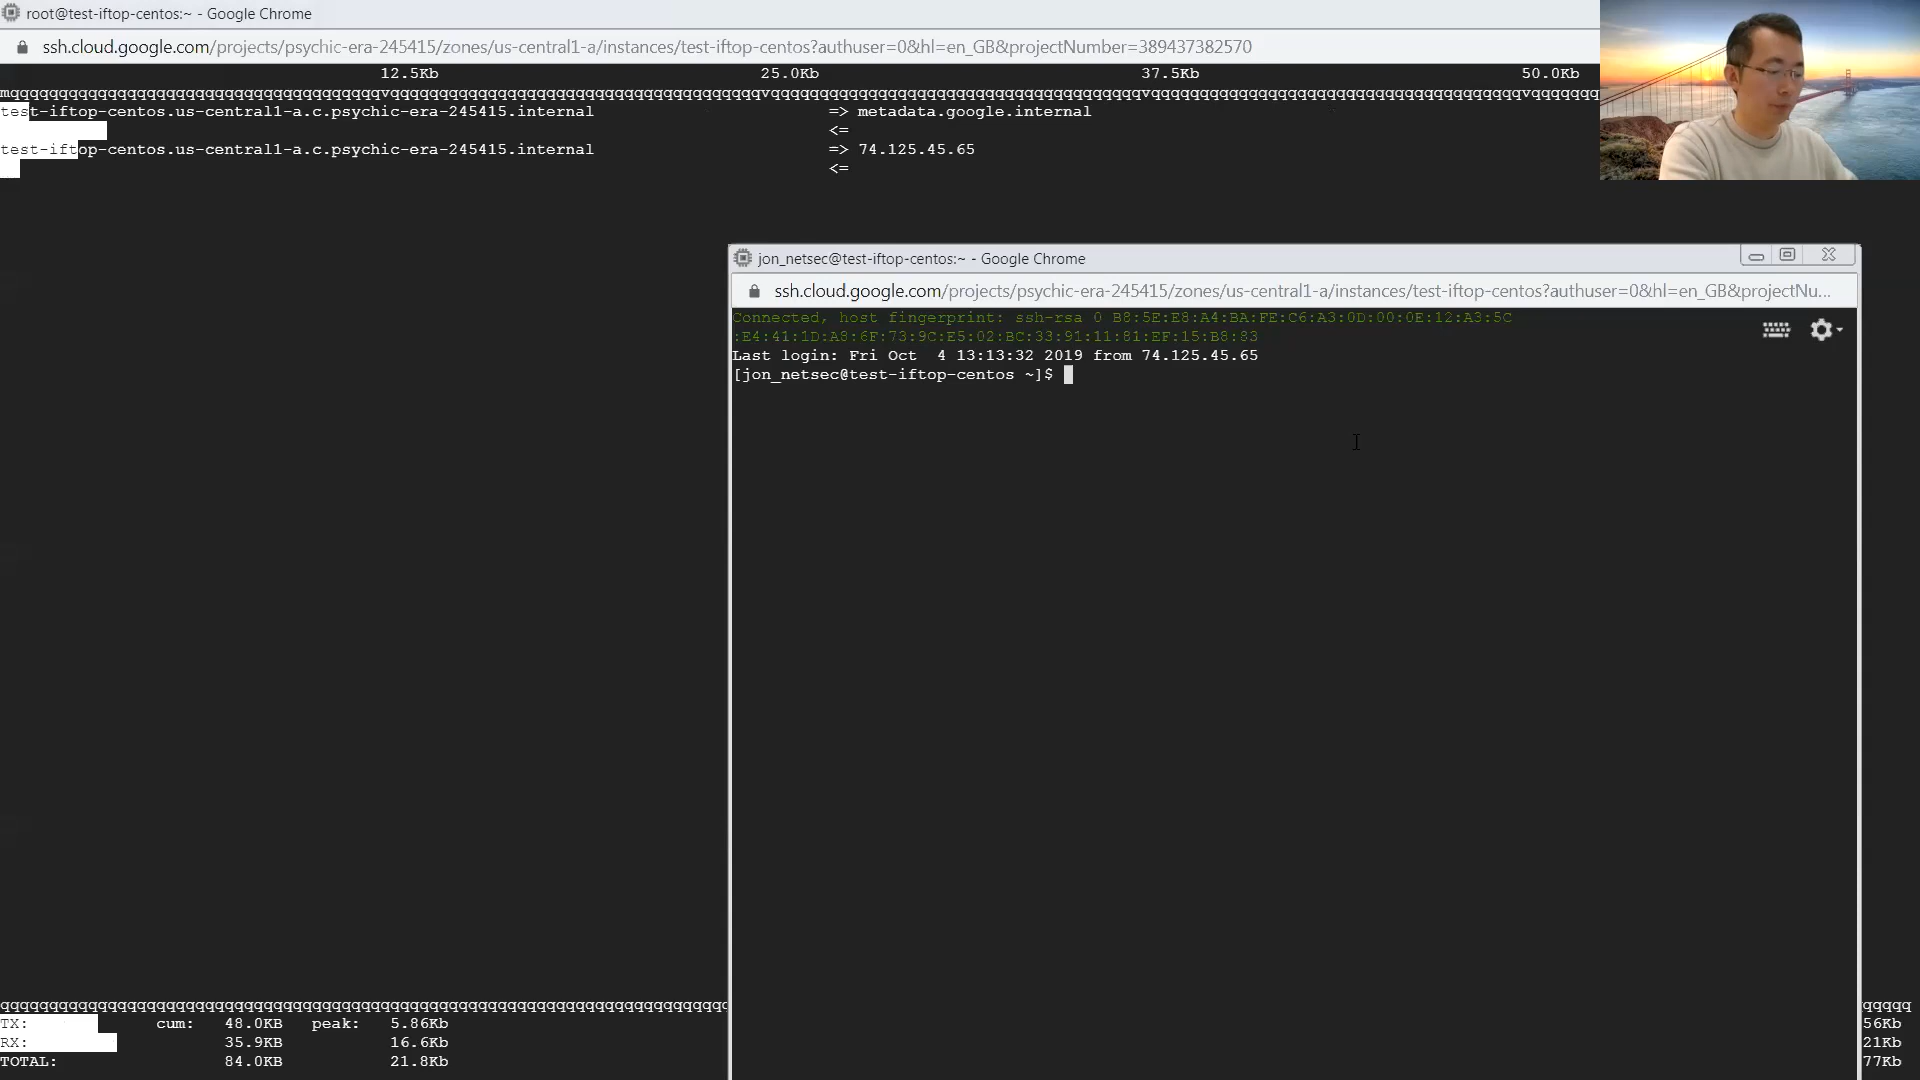 root@test-iftop-centos:~ - Google Chrome
ssh.cloud.google.com/projects/psychic-era-245415/zones/us-central1-a/instances/test-iftop-centos?authuser=0&hl=en_GB&projectNumber=389437382570
12.5Kb 25.0Kb 37.5Kb 50.0Kb
test-iftop-centos.us-central1-a.c.psychic-era-245415.internal => metadata.google.internal
<=
test-iftop-centos.us-central1-a.c.psychic-era-245415.internal => 74.125.45.65
<=
jon_netsec@test-iftop-centos:~ - Google Chrome
ssh.cloud.google.com/projects/psychic-era-245415/zones/us-central1-a/instances/test-iftop-centos?authuser=0&hl=en_GB&projectNu...
Connected, host fingerprint: ssh-rsa 0 B8:5E:E8:A4:BA:FE:C6:A3:0D:00:0E:12:A3:5C
:E4:41:1D:A8:6F:73:9C:E5:02:BC:33:91:11:81:EF:15:B8:83
Last login: Fri Oct  4 13:13:32 2019 from 74.125.45.65
[jon_netsec@test-iftop-centos ~]$
TX: cum: 48.0KB peak: 5.86Kb 56Kb
RX: 35.9KB 16.6Kb 21Kb
TOTAL: 84.0KB 21.8Kb 77Kb